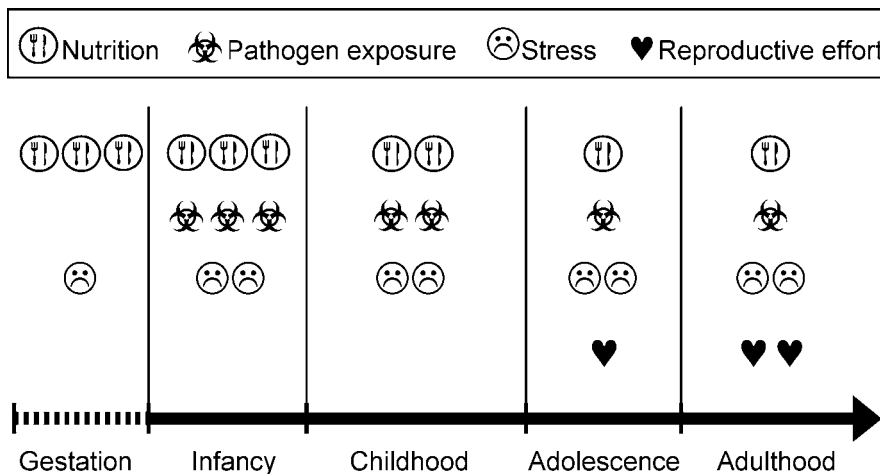 Nutrition Pathogen exposure Stress Reproductive effort
Gestation Infancy Childhood Adolescence Adulthood